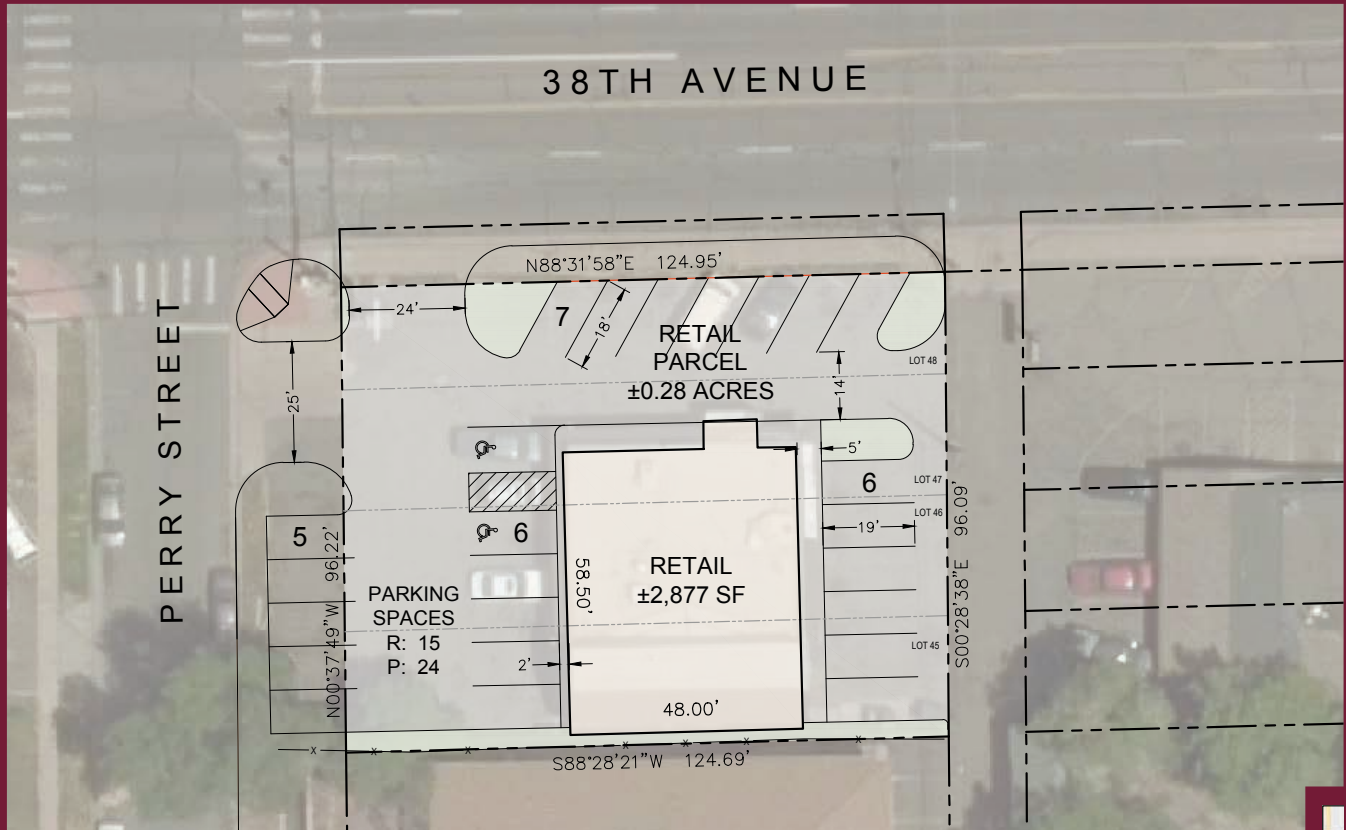 38TH AVENUE
N88°31'58"E 124.95'
24'
7
18'
RETAIL
PARCEL
±0.28 ACRES
LOT 48
14'
PERRY STREET
25'
5'
6
LOT 47
LOT 46
19'
S00°28'38"E 96.09'
5
N00°37'49"W 96.22'
6
58.50'
RETAIL
±2,877 SF
PARKING
SPACES
R: 15
P: 24
2'
LOT 45
48.00'
x x x x x x x
S88°28'21"W 124.69'